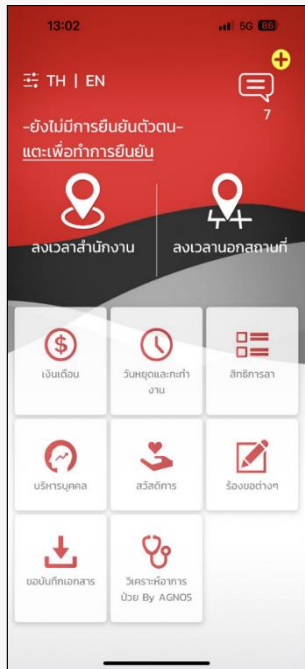 13:02
5G 86
TH | EN
7
-ยังไม่มีการยืนยันตัวตน-
แตะเพื่อทำการยืนยัน
ลงเวลาสำนักงาน
ลงเวลานอกสถานที่
เงินเดือน
วันหยุดและกะทำ
งาน
สิทธิการลา
บริหารบุคคล
สวัสดิการ
ร้องขอต่างๆ
ขอบันทึกเอกสาร
วิเคราะห์อาการ
ป่วย By AGNOS